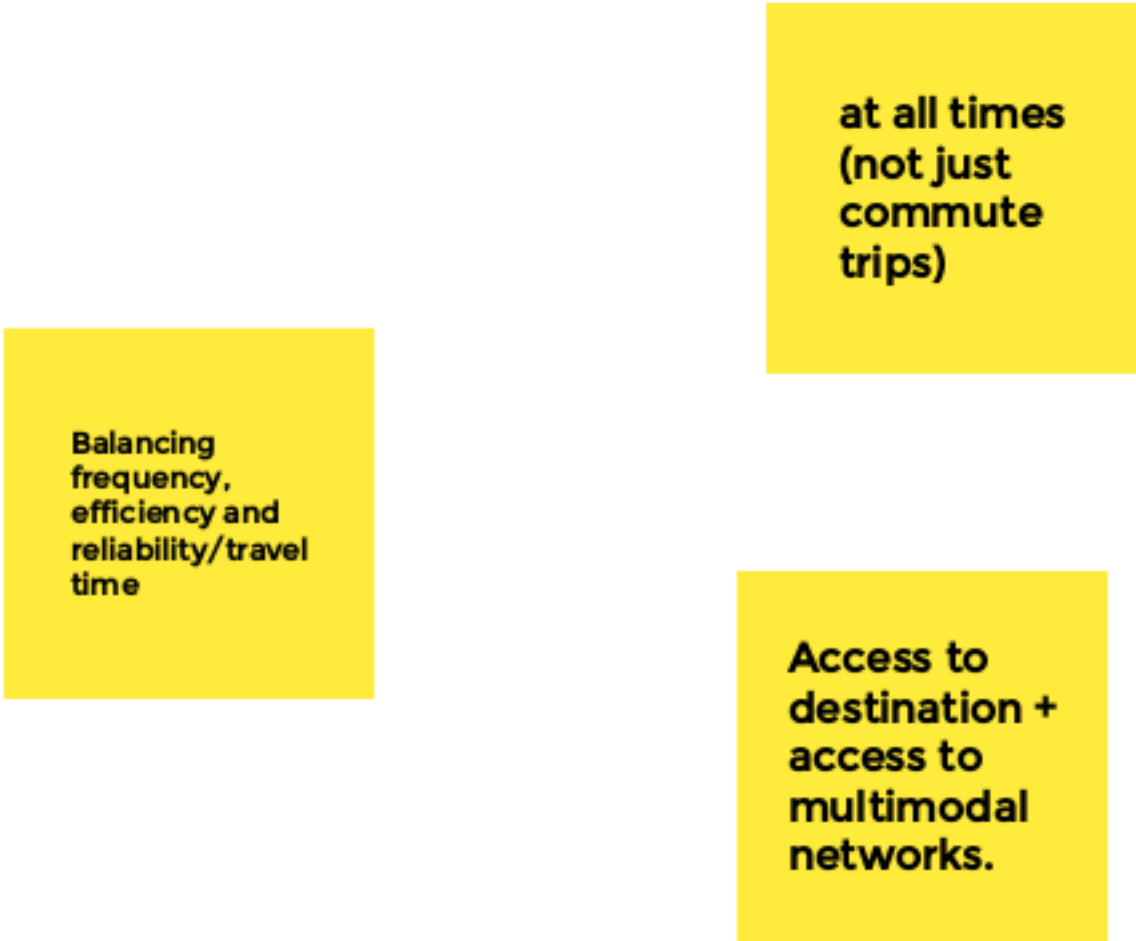 at all times
(not just
commute
trips)
Balancing
frequency,
efficiency and
reliability/travel
time
Access to
destination +
access to
multimodal
networks.